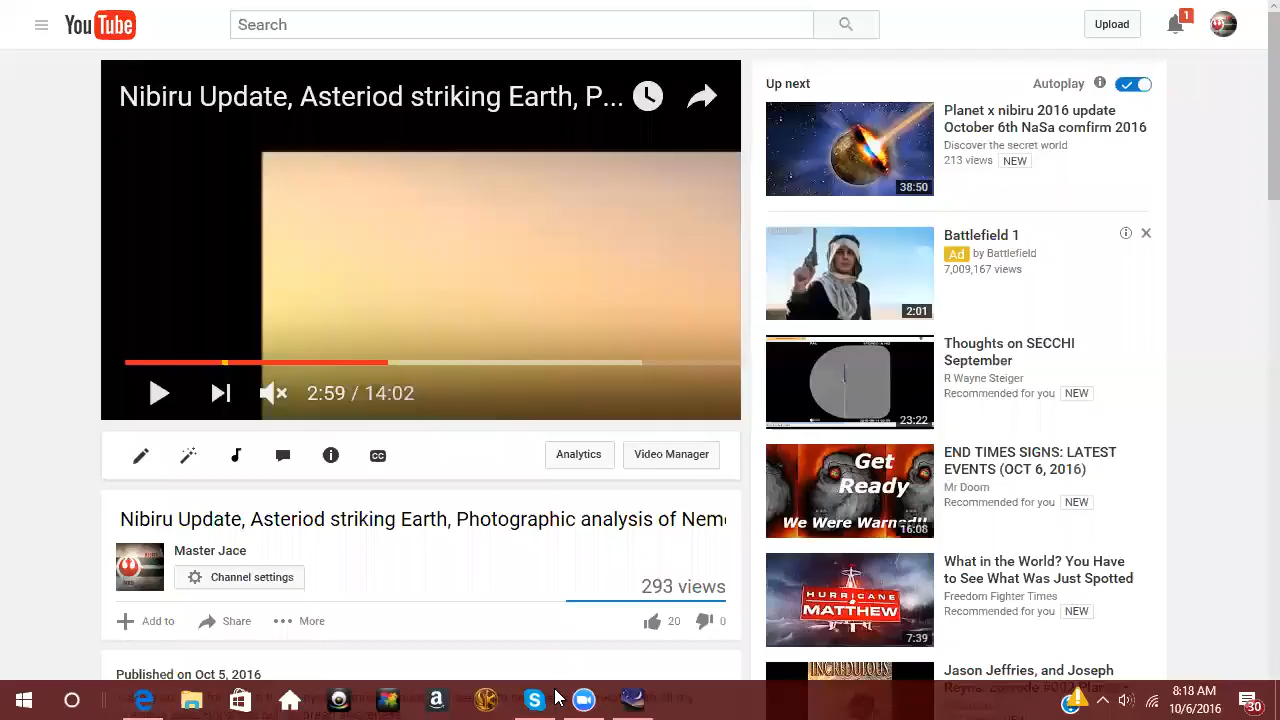 YouTube
Search
Upload
1
Nibiru Update, Asteriod striking Earth, P...
2:59 / 14:02
Analytics
Video Manager
Nibiru Update, Asteriod striking Earth, Photographic analysis of Nem
Master Jace
Channel settings
293 views
Add to
Share
More
20
0
Published on Oct 5, 2016
Up next
Autoplay
38:50
Planet x nibiru 2016 update
October 6th NaSa comfirm 2016
Discover the secret world
213 views NEW
2:01
Battlefield 1
Ad by Battlefield
7,009,167 views
23:22
Thoughts on SECCHI
September
R Wayne Steiger
Recommended for you NEW
Get
Ready
We Were Warned!!
16:08
END TIMES SIGNS: LATEST
EVENTS (OCT 6, 2016)
Mr Doom
Recommended for you NEW
HURRICANE
MATTHEW
7:39
What in the World? You Have
to See What Was Just Spotted
Freedom Fighter Times
Recommended for you NEW
INCREDULOUS
Jason Jeffries, and Joseph
8:18 AM
10/6/2016
30